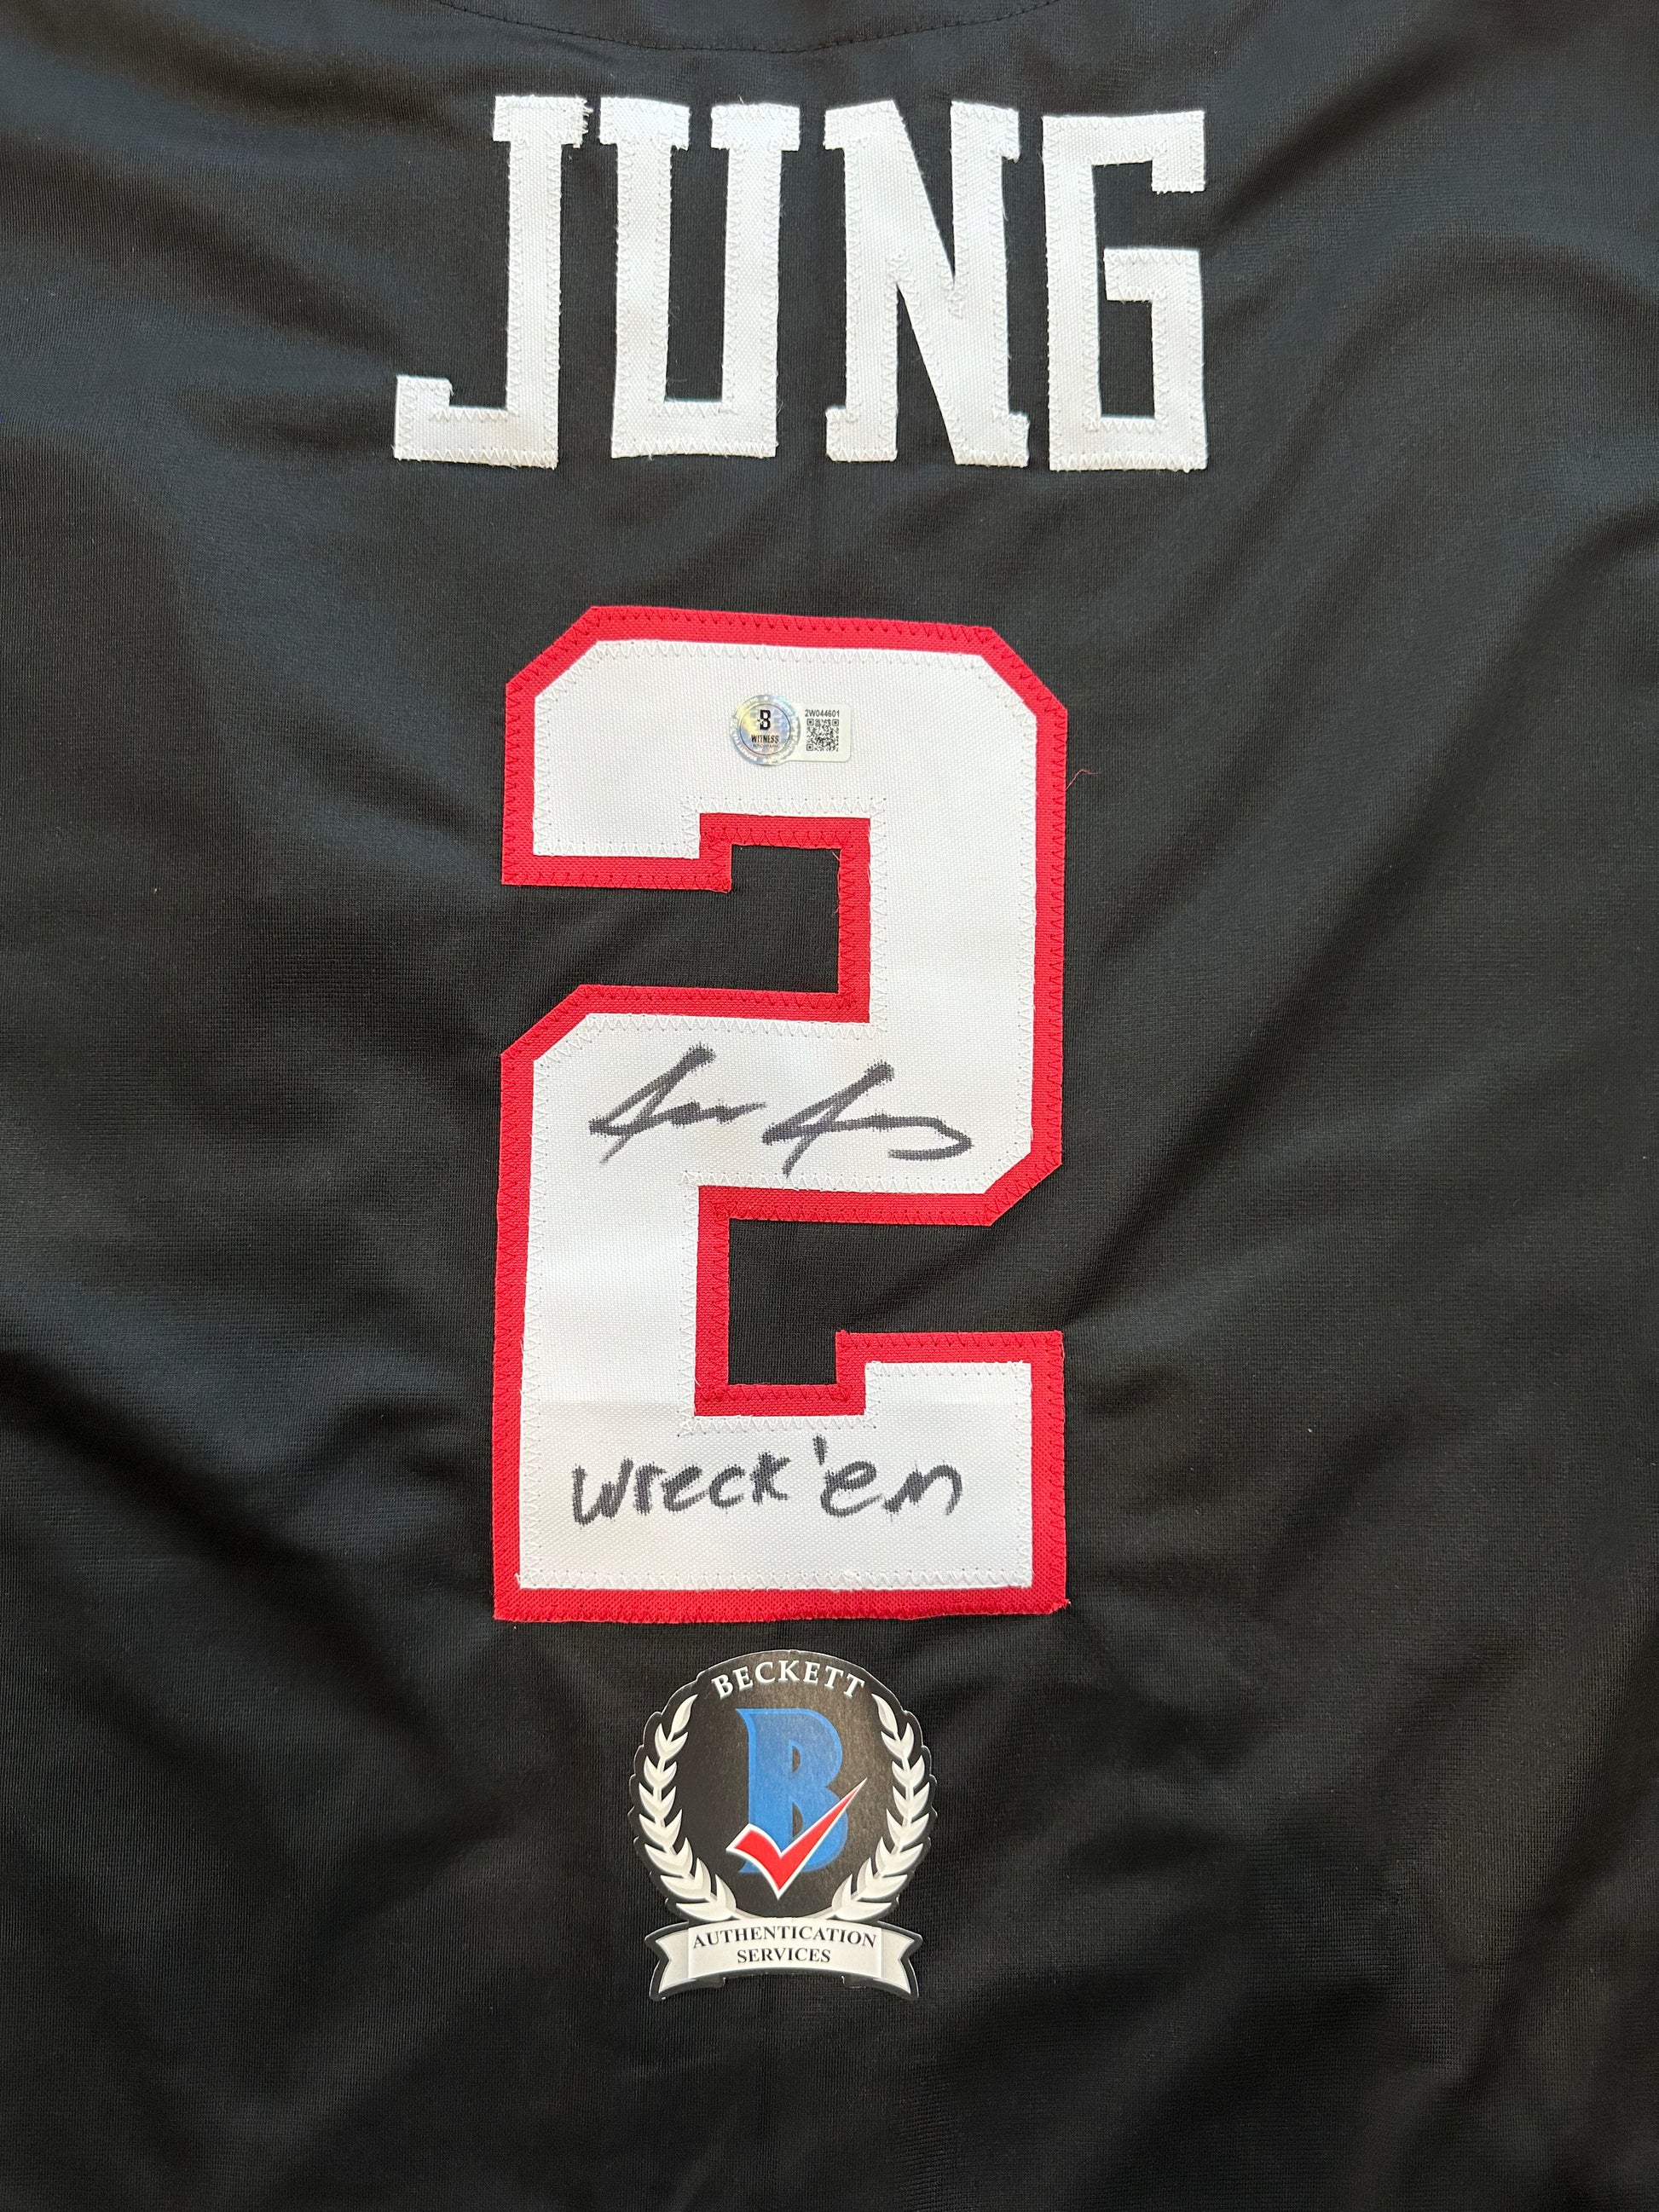 JUNG
2
B
WITNESS
2W044601
wreck 'em
BECKETT
B
AUTHENTICATION
SERVICES